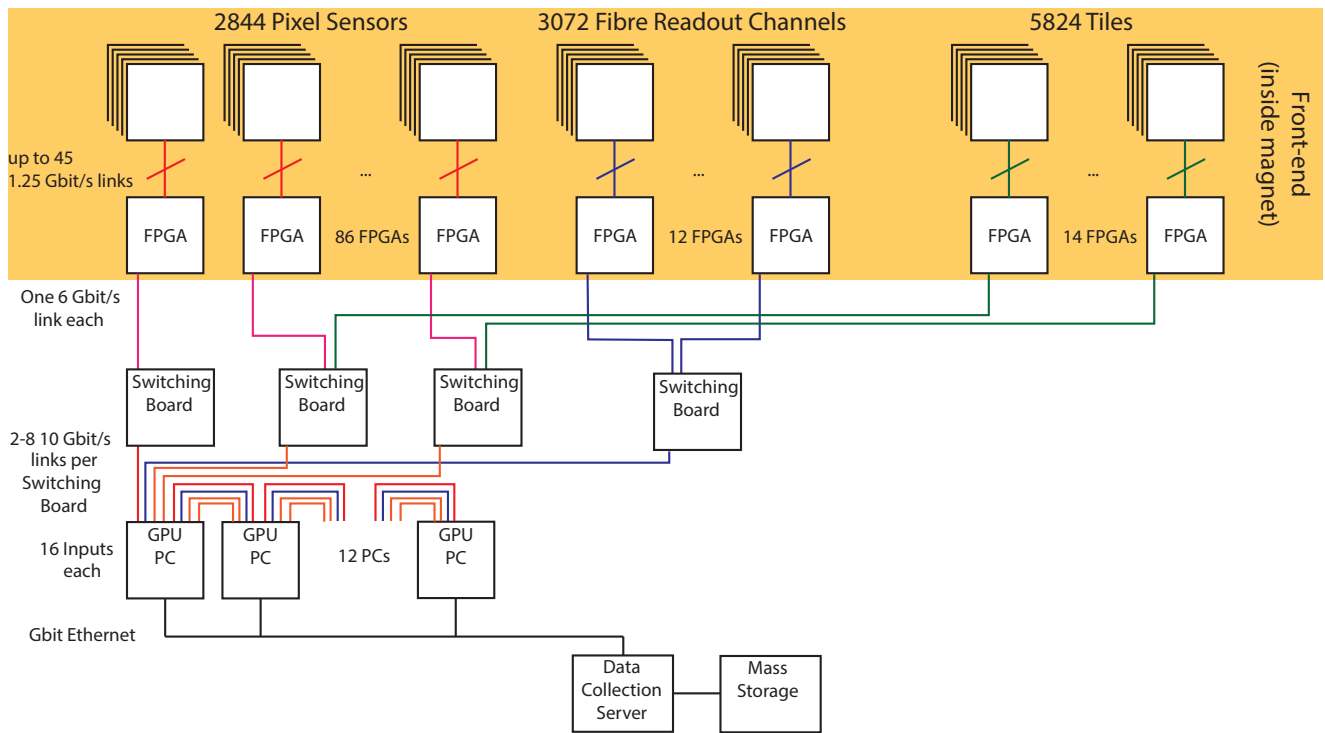 2844 Pixel Sensors
3072 Fibre Readout Channels
5824 Tiles
Front-end
(inside magnet)
up to 45
1.25 Gbit/s links
...
...
...
FPGA
FPGA
86 FPGAs
FPGA
FPGA
12 FPGAs
FPGA
FPGA
14 FPGAs
FPGA
One 6 Gbit/s
link each
Switching
Board
Switching
Board
Switching
Board
Switching
Board
2-8 10 Gbit/s
links per
Switching
Board
16 Inputs
each
GPU
PC
GPU
PC
12 PCs
GPU
PC
Gbit Ethernet
Data
Collection
Server
Mass
Storage